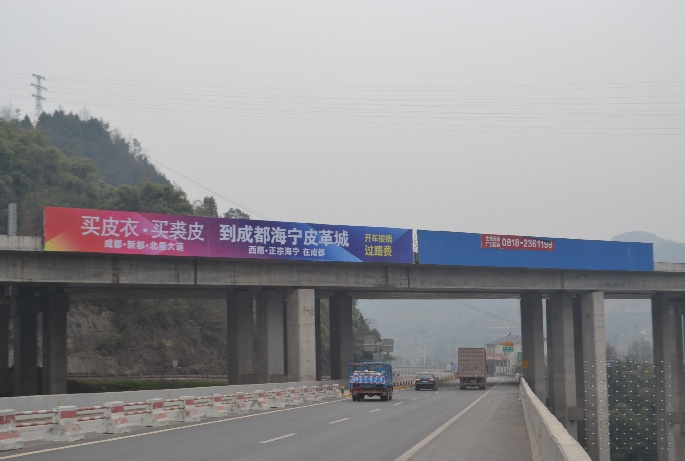 买皮衣·买裘皮 到成都海宁皮革城
成都·新都·北星大道
西南·正宗海宁 在成都
开车报销
过路费
0818-2361199